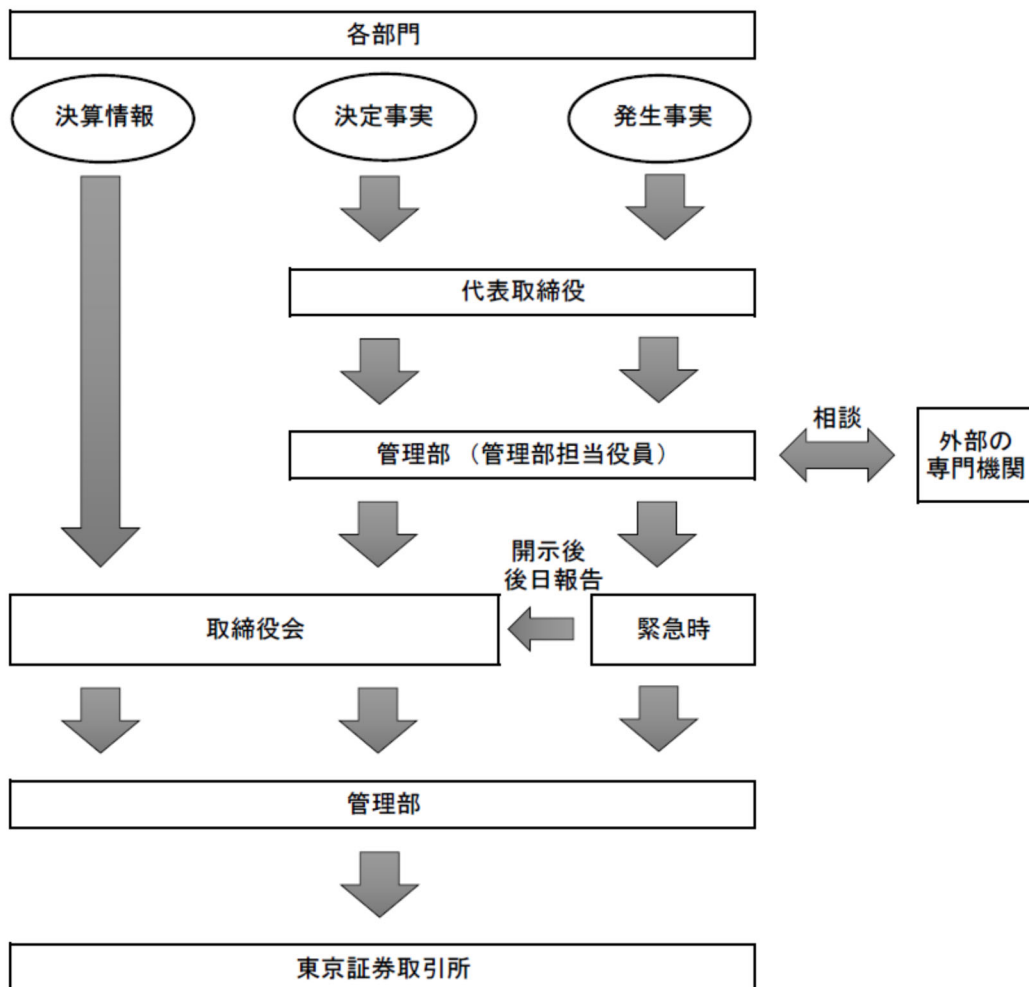 各部門
決算情報
決定事実
発生事実
代表取締役
管理部 （管理部担当役員）
相談
外部の
専門機関
開示後
後日報告
取締役会
緊急時
管理部
東京証券取引所